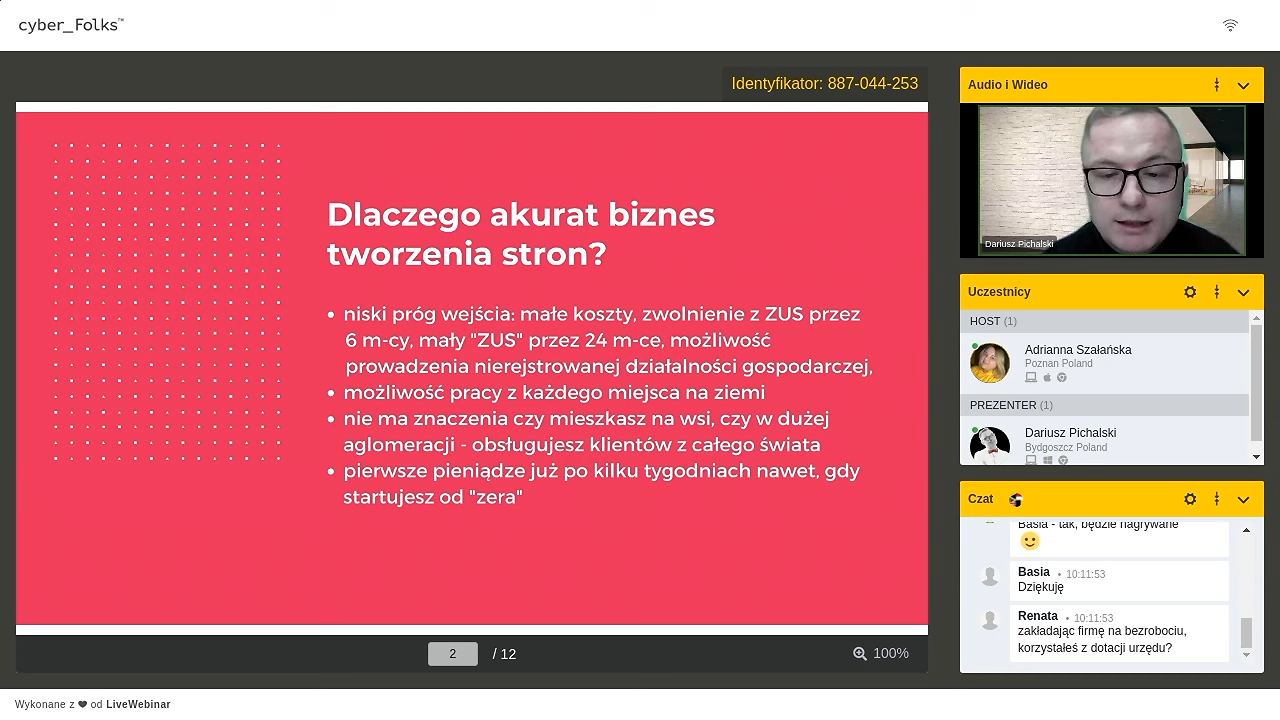 cyber_Folks™
Identyfikator: 887-044-253
Dlaczego akurat biznes
tworzenia stron?
• niski próg wejścia: małe koszty, zwolnienie z ZUS przez
6 m-cy, mały "ZUS" przez 24 m-ce, możliwość
prowadzenia nierejstrowanej działalności gospodarczej,
• możliwość pracy z każdego miejsca na ziemi
• nie ma znaczenia czy mieszkasz na wsi, czy w dużej
aglomeracji - obsługujesz klientów z całego świata
• pierwsze pieniądze już po kilku tygodniach nawet, gdy
startujesz od "zera"
2 / 12
100%
Audio i Wideo
Dariusz Pichalski
Uczestnicy
HOST (1)
Adrianna Szałańska
Poznan Poland
PREZENTER (1)
Dariusz Pichalski
Bydgoszcz Poland
Czat
Basia - tak, będzie nagrywane
Basia • 10:11:53
Dziękuję
Renata • 10:11:53
zakładając firmę na bezrobociu,
korzystałeś z dotacji urzędu?
Wykonane z ❤ od LiveWebinar